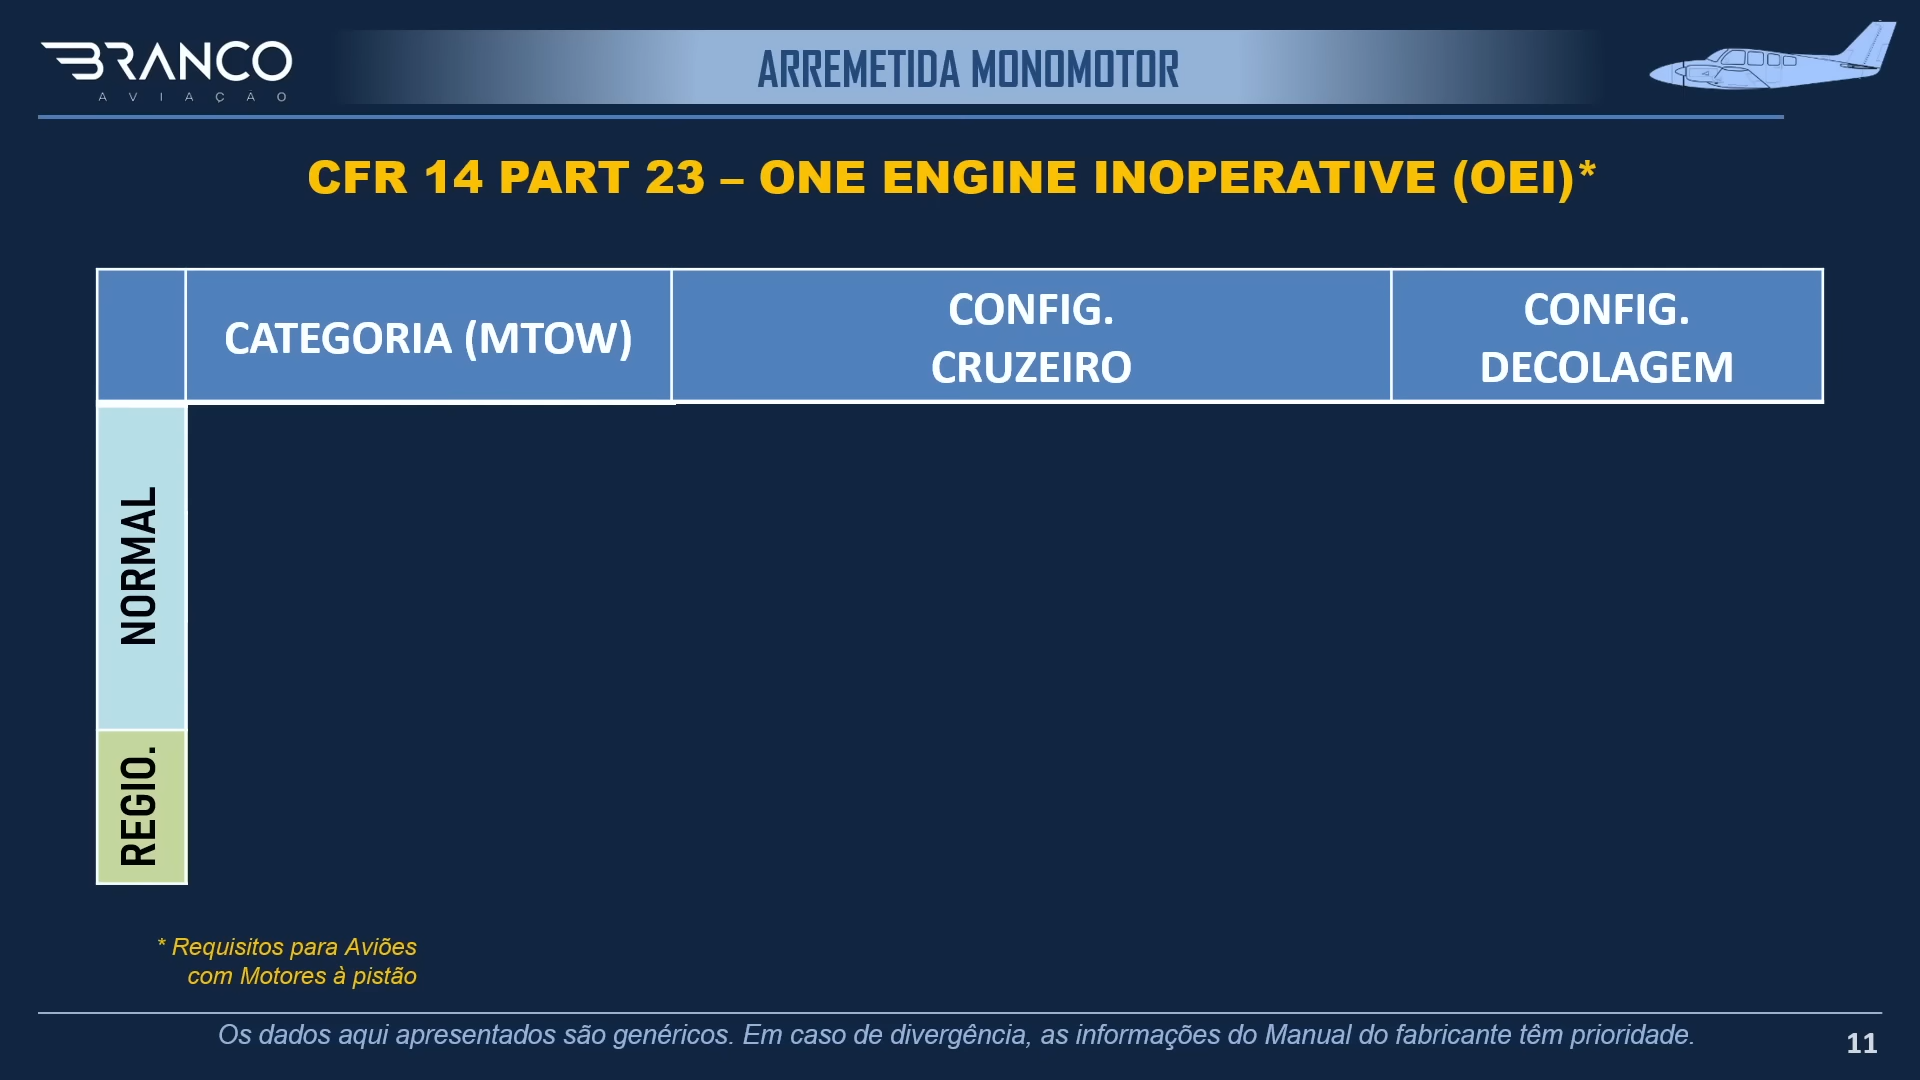 BRANCO
AVIAÇÃO
ARREMETIDA MONOMOTOR
CFR 14 PART 23 – ONE ENGINE INOPERATIVE (OEI)*
CATEGORIA (MTOW)
CONFIG.
CRUZEIRO
CONFIG.
DECOLAGEM
NORMAL
REGIO.
* Requisitos para Aviões
com Motores à pistão
Os dados aqui apresentados são genéricos. Em caso de divergência, as informações do Manual do fabricante têm prioridade.
11